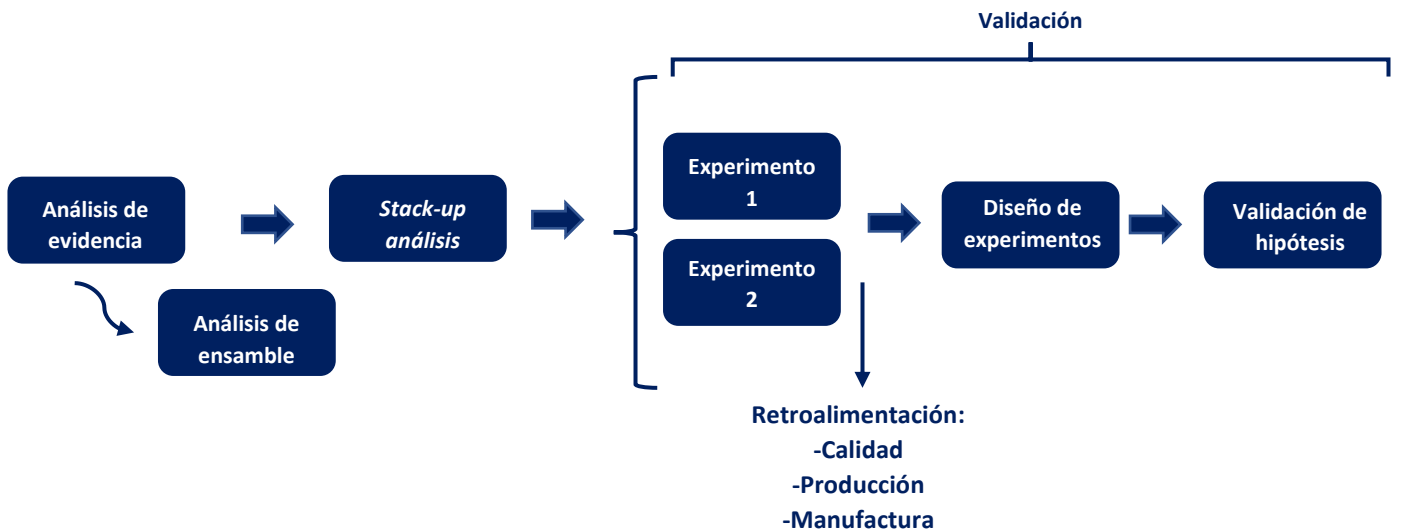 Validación
Análisis de
evidencia
Análisis de
ensamble
Stack-up
análisis
Experimento
1
Experimento
2
Diseño de
experimentos
Validación de
hipótesis
Retroalimentación:
-Calidad
-Producción
-Manufactura